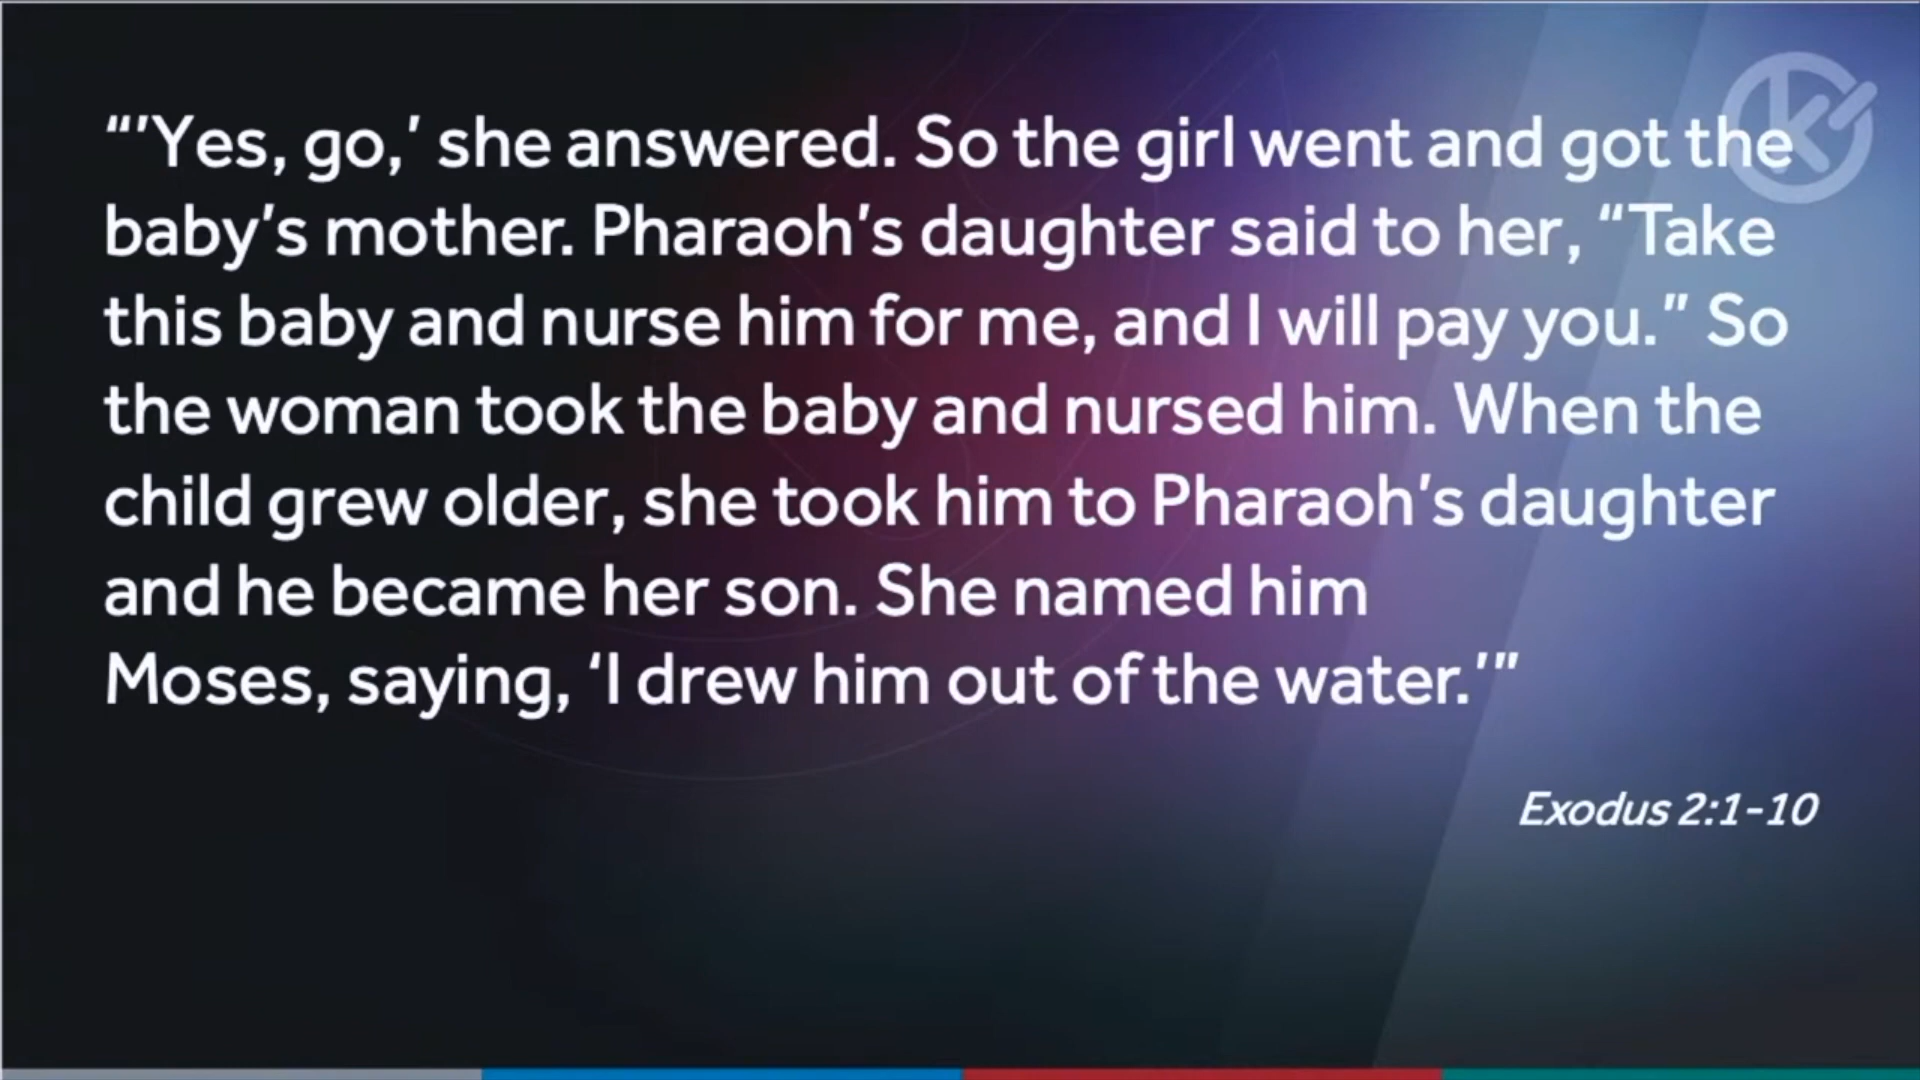 “’Yes, go,’ she answered. So the girl went and got the
baby’s mother. Pharaoh’s daughter said to her, “Take
this baby and nurse him for me, and I will pay you.” So
the woman took the baby and nursed him. When the
child grew older, she took him to Pharaoh’s daughter
and he became her son. She named him
Moses, saying, ‘I drew him out of the water.’”
Exodus 2:1-10